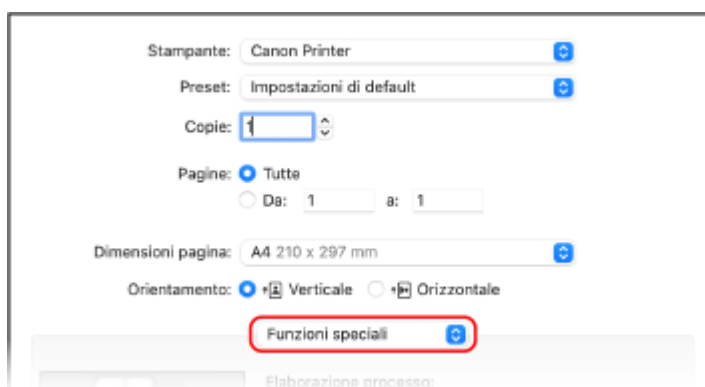 Stampante: Canon Printer
Preset: Impostazioni di default
Copie: 1
Pagine: Tutte
Da: 1 a: 1
Dimensioni pagina: A4 210 x 297 mm
Orientamento: Verticale Orizzontale
Funzioni speciali
Elaborazione processo: